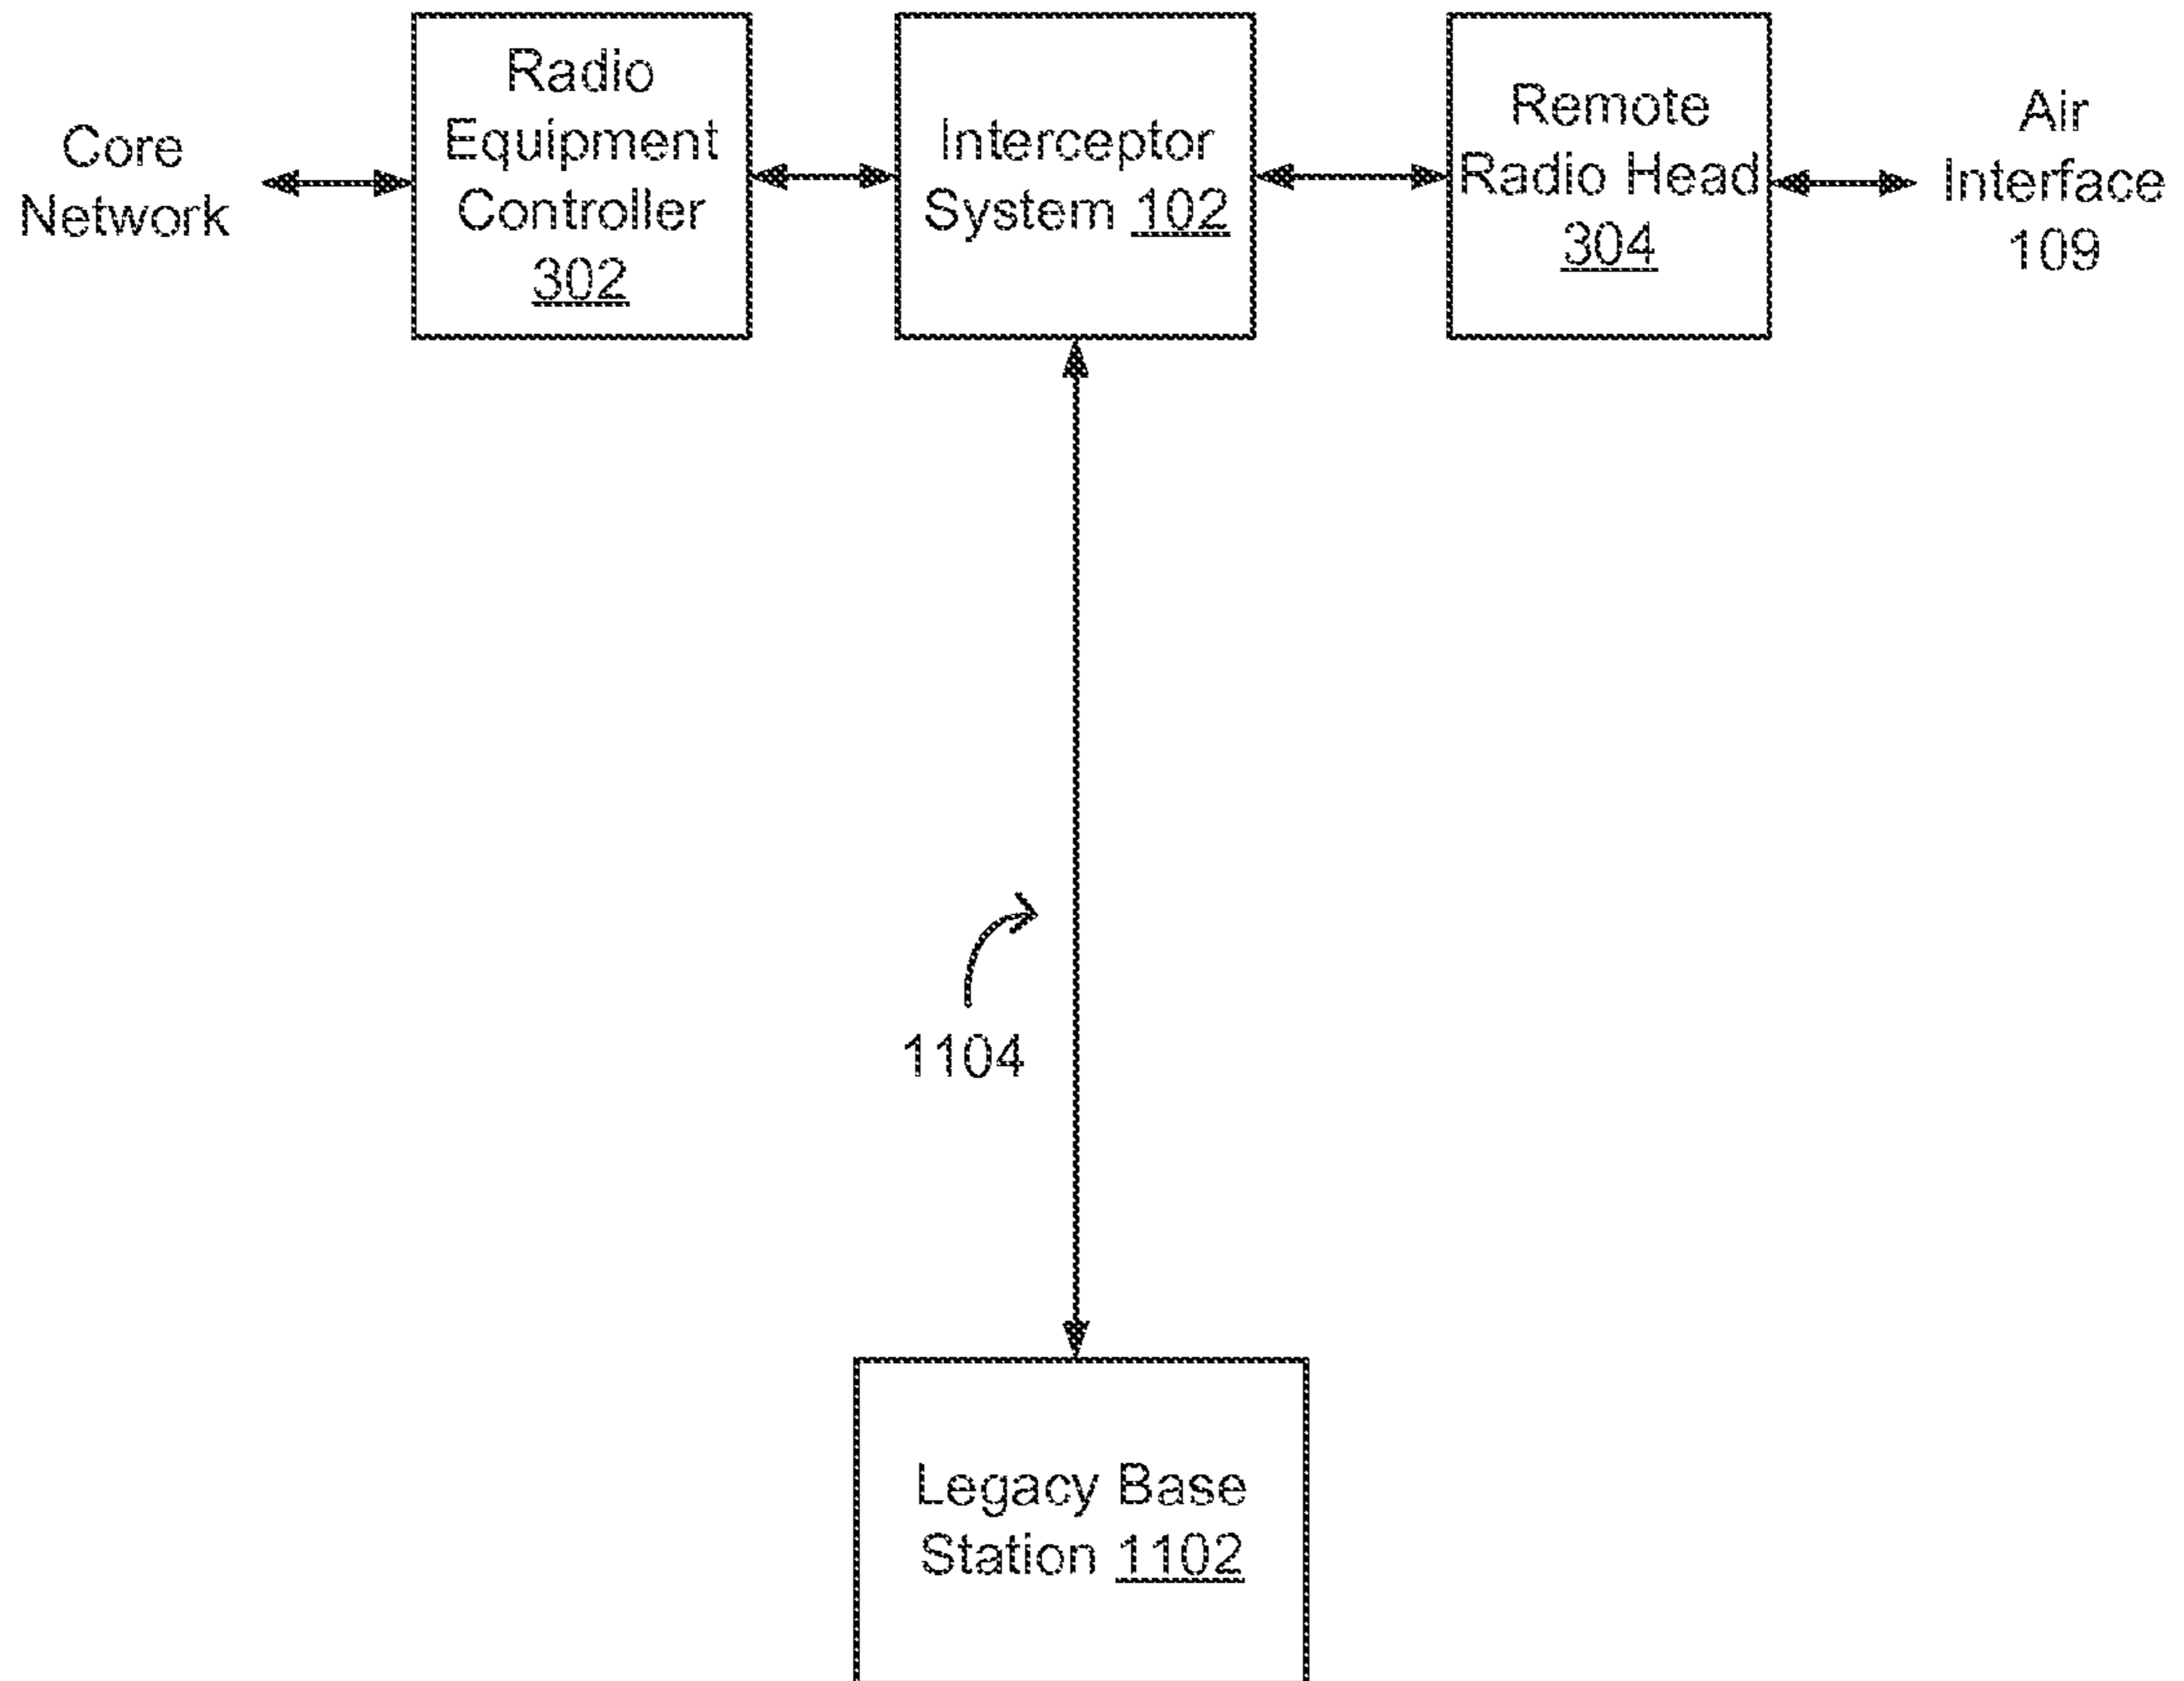 Core
Network
Radio
Equipment
Controller
302
Interceptor
System 102
Remote
Radio Head
304
Air
Interface
109
1104
Legacy Base
Station 1102